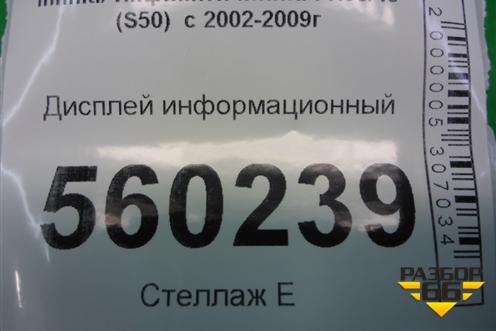 (S50) с 2002-2009г
Дисплей информационный
560239
Стеллаж Е
2000005307034
РАЗБОР
66